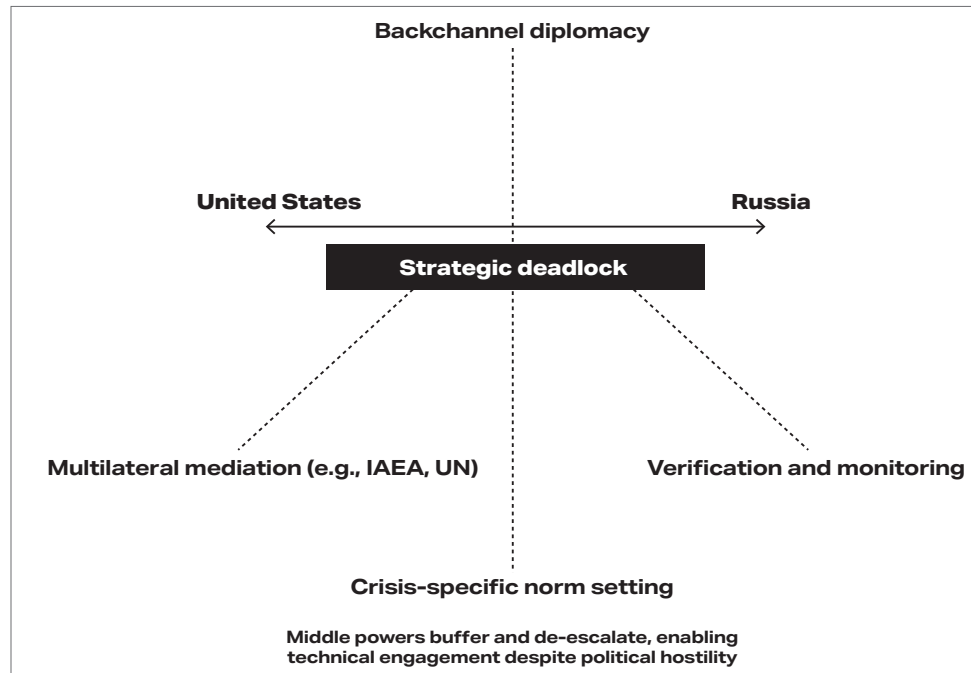 Backchannel diplomacy
United States
Russia
Strategic deadlock
Multilateral mediation (e.g., IAEA, UN)
Verification and monitoring
Crisis-specific norm setting
Middle powers buffer and de-escalate, enabling
technical engagement despite political hostility